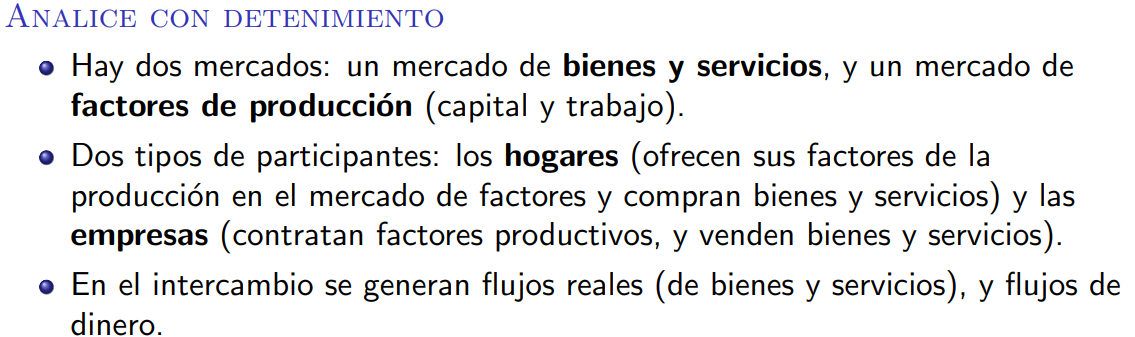 Analice con detenimiento
Hay dos mercados: un mercado de bienes y servicios, y un mercado de
factores de producción (capital y trabajo).
Dos tipos de participantes: los hogares (ofrecen sus factores de la
producción en el mercado de factores y compran bienes y servicios) y las
empresas (contratan factores productivos, y venden bienes y servicios).
En el intercambio se generan flujos reales (de bienes y servicios), y flujos de
dinero.